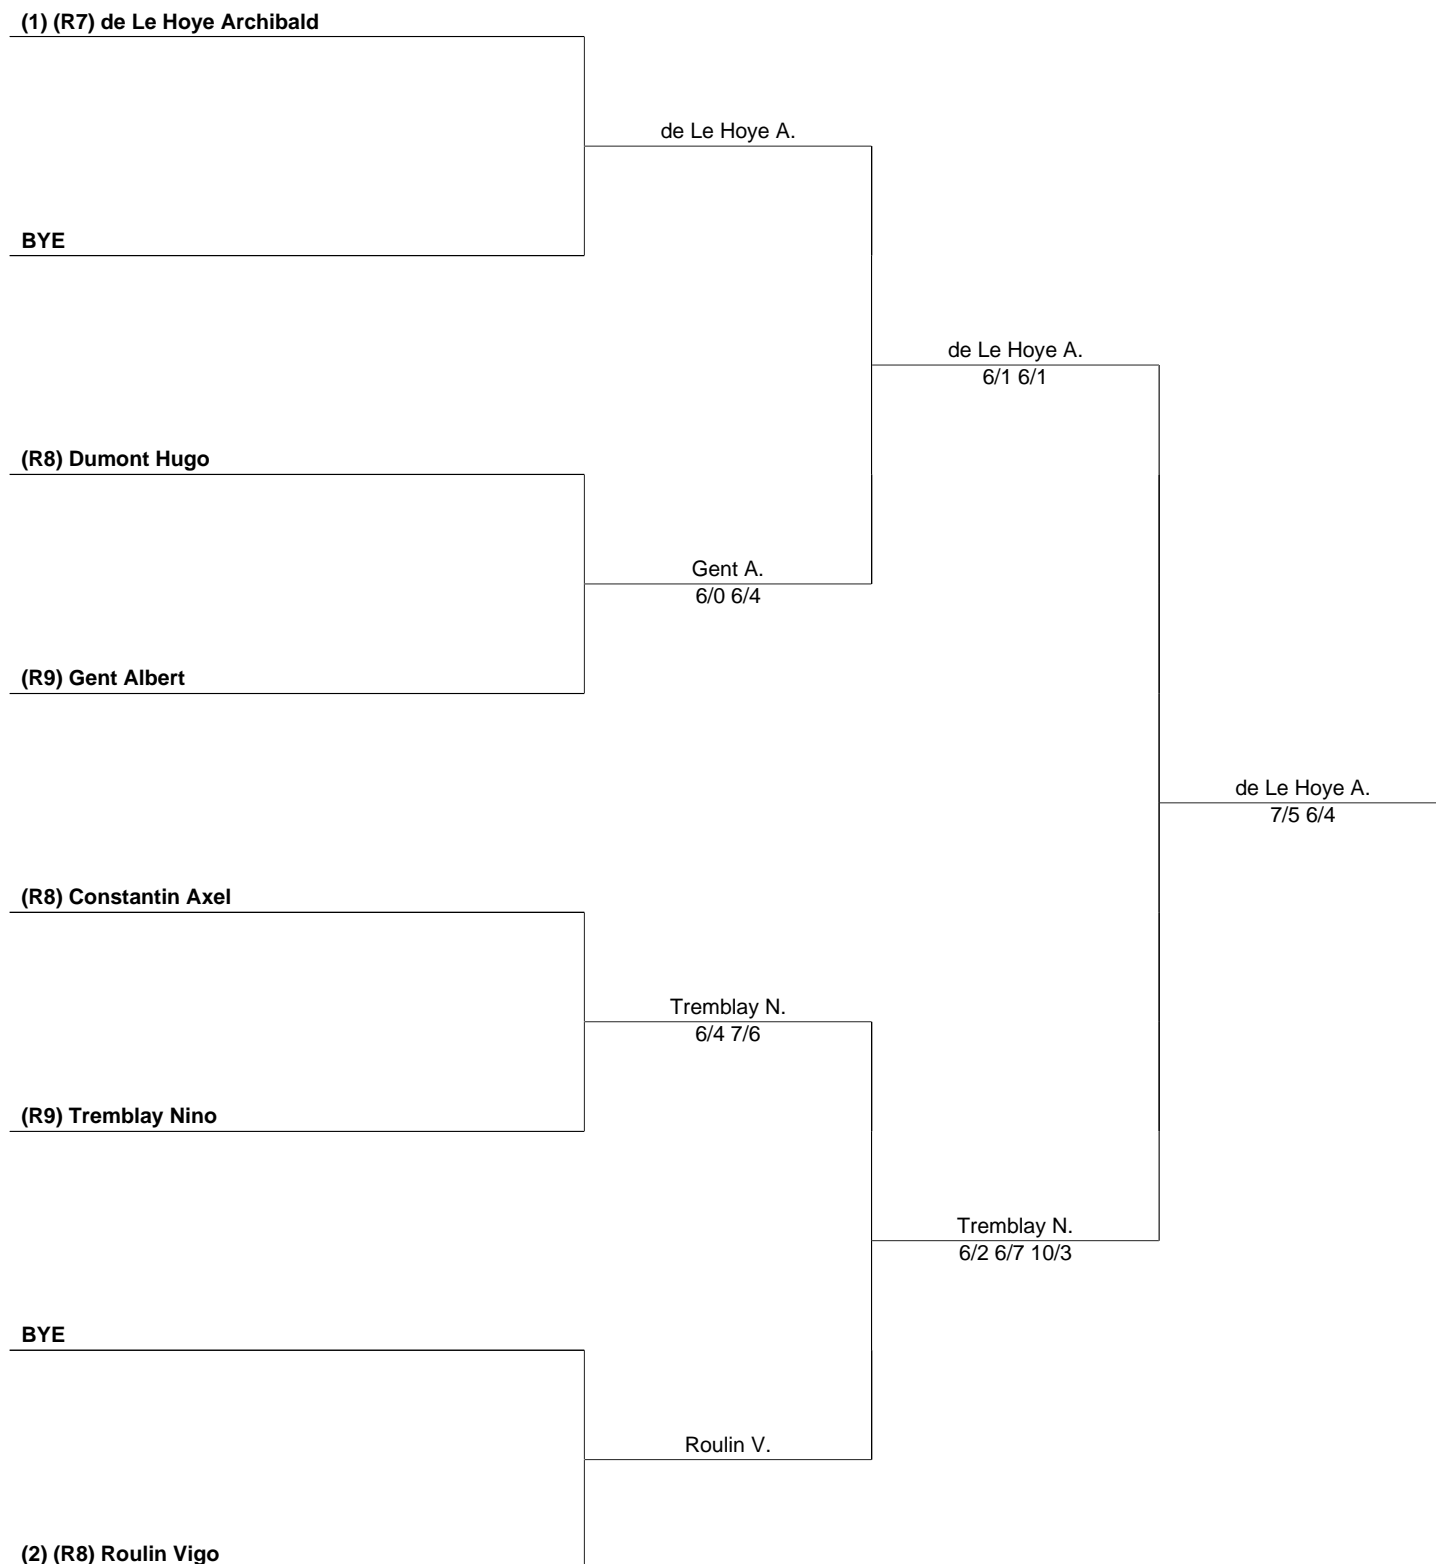 (1) (R7) de Le Hoye Archibald
de Le Hoye A.
BYE
de Le Hoye A.
6/1 6/1
(R8) Dumont Hugo
Gent A.
6/0 6/4
(R9) Gent Albert
de Le Hoye A.
7/5 6/4
(R8) Constantin Axel
Tremblay N.
6/4 7/6
(R9) Tremblay Nino
Tremblay N.
6/2 6/7 10/3
BYE
Roulin V.
(2) (R8) Roulin Vigo